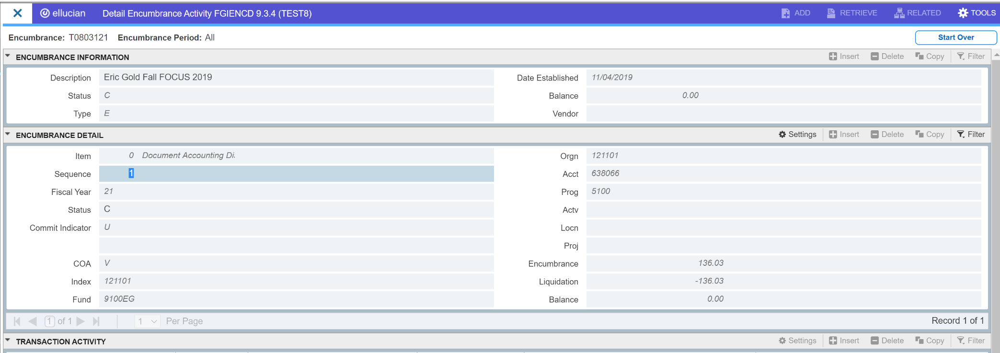 ellucian Detail Encumbrance Activity FGIENCD 9.3.4 (TEST8) ADD RETRIEVE RELATED TOOLS
Encumbrance: T0803121 Encumbrance Period: All Start Over
ENCUMBRANCE INFORMATION Insert Delete Copy Filter
Description Eric Gold Fall FOCUS 2019 Date Established 11/04/2019
Status C Balance 0.00
Type E Vendor
ENCUMBRANCE DETAIL Settings Insert Delete Copy Filter
Item 0 Document Accounting Di. Orgn 121101
Sequence 1 Acct 638066
Fiscal Year 21 Prog 5100
Status C Actv
Commit Indicator U Locn
Proj
COA V Encumbrance 136.03
Index 121101 Liquidation -136.03
Fund 9100EG Balance 0.00
1 of 1 1 Per Page Record 1 of 1
TRANSACTION ACTIVITY Settings Insert Delete Copy Filter